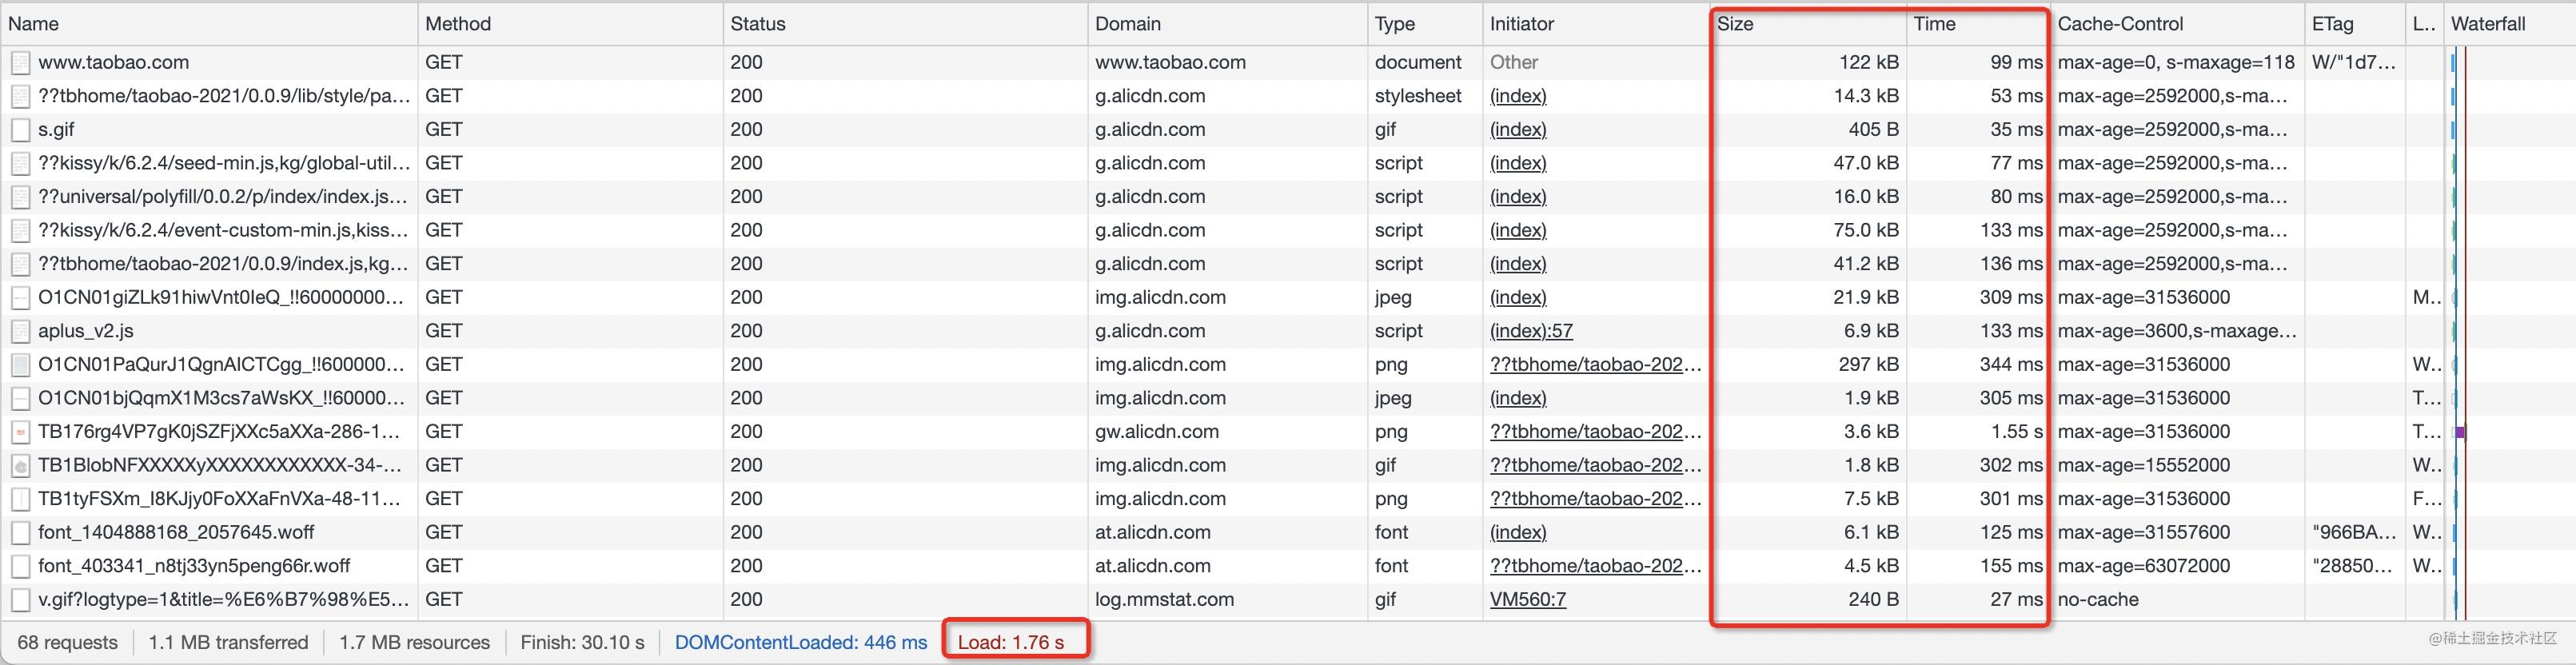 Name Method Status Domain Type Initiator Size Time Cache-Control ETag L.. Waterfall
www.taobao.com GET 200 www.taobao.com document Other 122 kB 99 ms max-age=0, s-maxage=118 W/"1d7...
??tbhome/taobao-2021/0.0.9/lib/style/pa... GET 200 g.alicdn.com stylesheet (index) 14.3 kB 53 ms max-age=2592000,s-ma...
s.gif GET 200 g.alicdn.com gif (index) 405 B 35 ms max-age=2592000,s-ma...
??kissy/k/6.2.4/seed-min.js,kg/global-util... GET 200 g.alicdn.com script (index) 47.0 kB 77 ms max-age=2592000,s-ma...
??universal/polyfill/0.0.2/p/index/index.js... GET 200 g.alicdn.com script (index) 16.0 kB 80 ms max-age=2592000,s-ma...
??kissy/k/6.2.4/event-custom-min.js,kiss... GET 200 g.alicdn.com script (index) 75.0 kB 133 ms max-age=2592000,s-ma...
??tbhome/taobao-2021/0.0.9/index.js,kg... GET 200 g.alicdn.com script (index) 41.2 kB 136 ms max-age=2592000,s-ma...
O1CN01giZLk91hiwVnt0IeQ_!!60000000... GET 200 img.alicdn.com jpeg (index) 21.9 kB 309 ms max-age=31536000 M..
aplus_v2.js GET 200 g.alicdn.com script (index):57 6.9 kB 133 ms max-age=3600,s-maxage...
O1CN01PaQurJ1QgnAICTCgg_!!600000... GET 200 img.alicdn.com png ??tbhome/taobao-202... 297 kB 344 ms max-age=31536000 W..
O1CN01bjQqmX1M3cs7aWsKX_!!60000... GET 200 img.alicdn.com jpeg (index) 1.9 kB 305 ms max-age=31536000 T...
TB176rg4VP7gK0jSZFjXXc5aXXa-286-1... GET 200 gw.alicdn.com png ??tbhome/taobao-202... 3.6 kB 1.55 s max-age=31536000 T...
TB1BlobNFXXXXXyXXXXXXXXXXXX-34-... GET 200 img.alicdn.com gif ??tbhome/taobao-202... 1.8 kB 302 ms max-age=15552000 W..
TB1tyFSXm_I8KJjy0FoXXaFnVXa-48-11... GET 200 img.alicdn.com png ??tbhome/taobao-202... 7.5 kB 301 ms max-age=31536000 F...
font_1404888168_2057645.woff GET 200 at.alicdn.com font (index) 6.1 kB 125 ms max-age=31557600 "966BA... W..
font_403341_n8tj33yn5peng66r.woff GET 200 at.alicdn.com font ??tbhome/taobao-202... 4.5 kB 155 ms max-age=63072000 "28850... W..
v.gif?logtype=1&title=%E6%B7%98%E5... GET 200 log.mmstat.com gif VM560:7 240 B 27 ms no-cache
68 requests 1.1 MB transferred 1.7 MB resources Finish: 30.10 s DOMContentLoaded: 446 ms Load: 1.76 s
@稀土掘金技术社区